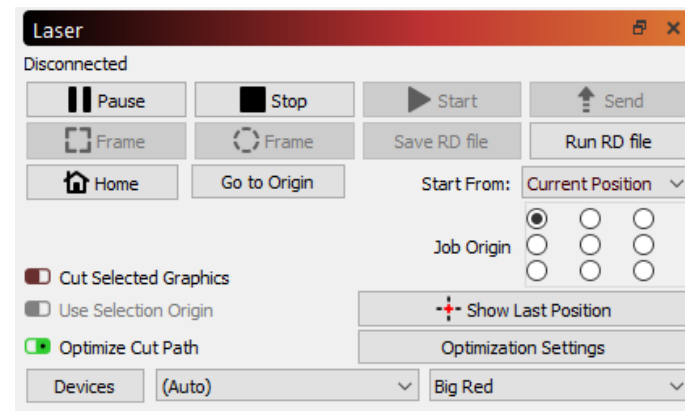 Laser
Disconnected
Pause Stop Start Send
Frame Frame Save RD file Run RD file
Home Go to Origin Start From: Current Position
Job Origin
Cut Selected Graphics
Use Selection Origin Show Last Position
Optimize Cut Path Optimization Settings
Devices (Auto) Big Red